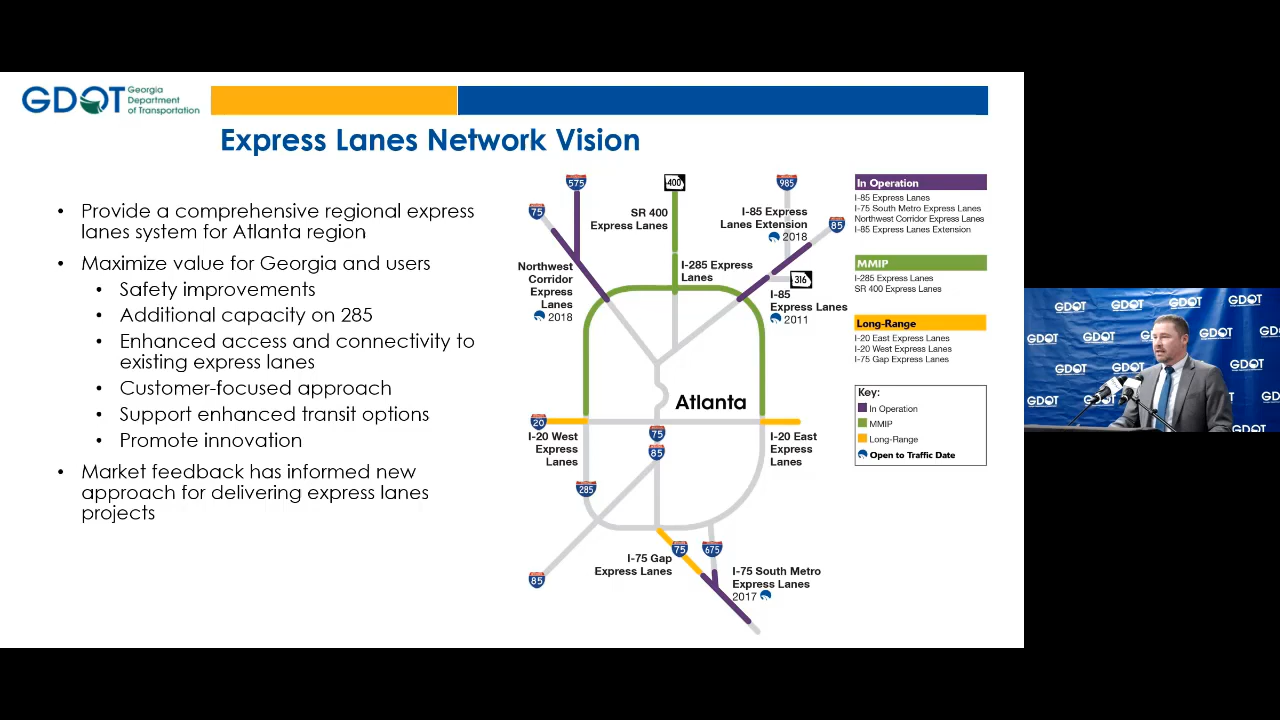 GDOT
Georgia
Department
of Transportation
Express Lanes Network Vision
• Provide a comprehensive regional express
lanes system for Atlanta region
• Maximize value for Georgia and users
• Safety improvements
• Additional capacity on 285
• Enhanced access and connectivity to
existing express lanes
• Customer-focused approach
• Support enhanced transit options
• Promote innovation
• Market feedback has informed new
approach for delivering express lanes
projects
575
400
985
75
SR 400
Express Lanes
I-85 Express
Lanes Extension
2018
85
Northwest
Corridor
Express
Lanes
2018
I-285 Express
Lanes
316
I-85
Express Lanes
2011
Atlanta
20
I-20 West
Express
Lanes
75
85
I-20 East
Express
Lanes
285
I-75 Gap
Express Lanes
75
675
85
I-75 South Metro
Express Lanes
2017
In Operation
I-85 Express Lanes
I-75 South Metro Express Lanes
Northwest Corridor Express Lanes
I-85 Express Lanes Extension
MMIP
I-285 Express Lanes
SR 400 Express Lanes
Long-Range
I-20 East Express Lanes
I-20 West Express Lanes
I-75 Gap Express Lanes
Key:
In Operation
MMIP
Long-Range
Open to Traffic Date
GDOT
GDOT
GDOT
GDOT
GDOT
GDOT
GDOT
GDOT
GDOT